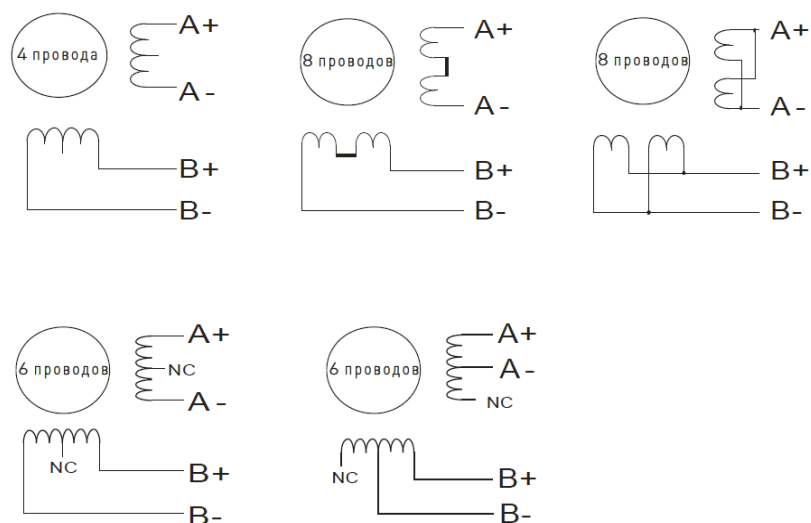 4 провода
A+
A-
B+
B-
8 проводов
A+
A-
B+
B-
8 проводов
A+
A-
B+
B-
6 проводов
A+
NC
A-
NC
B+
B-
6 проводов
A+
A-
NC
NC
B+
B-